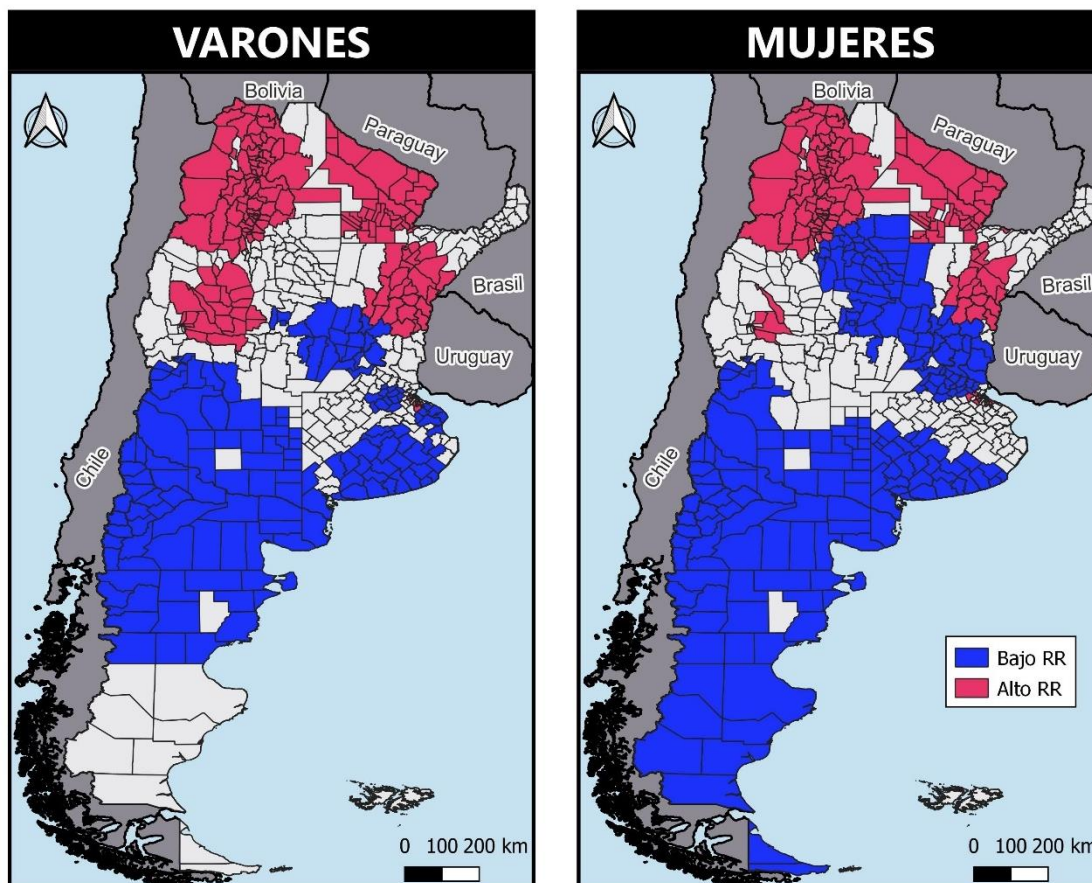 VARONES
Bolivia
Paraguay
Brasil
Uruguay
Chile
0 100 200 km
MUJERES
Bolivia
Paraguay
Brasil
Uruguay
Chile
Bajo RR
Alto RR
0 100 200 km